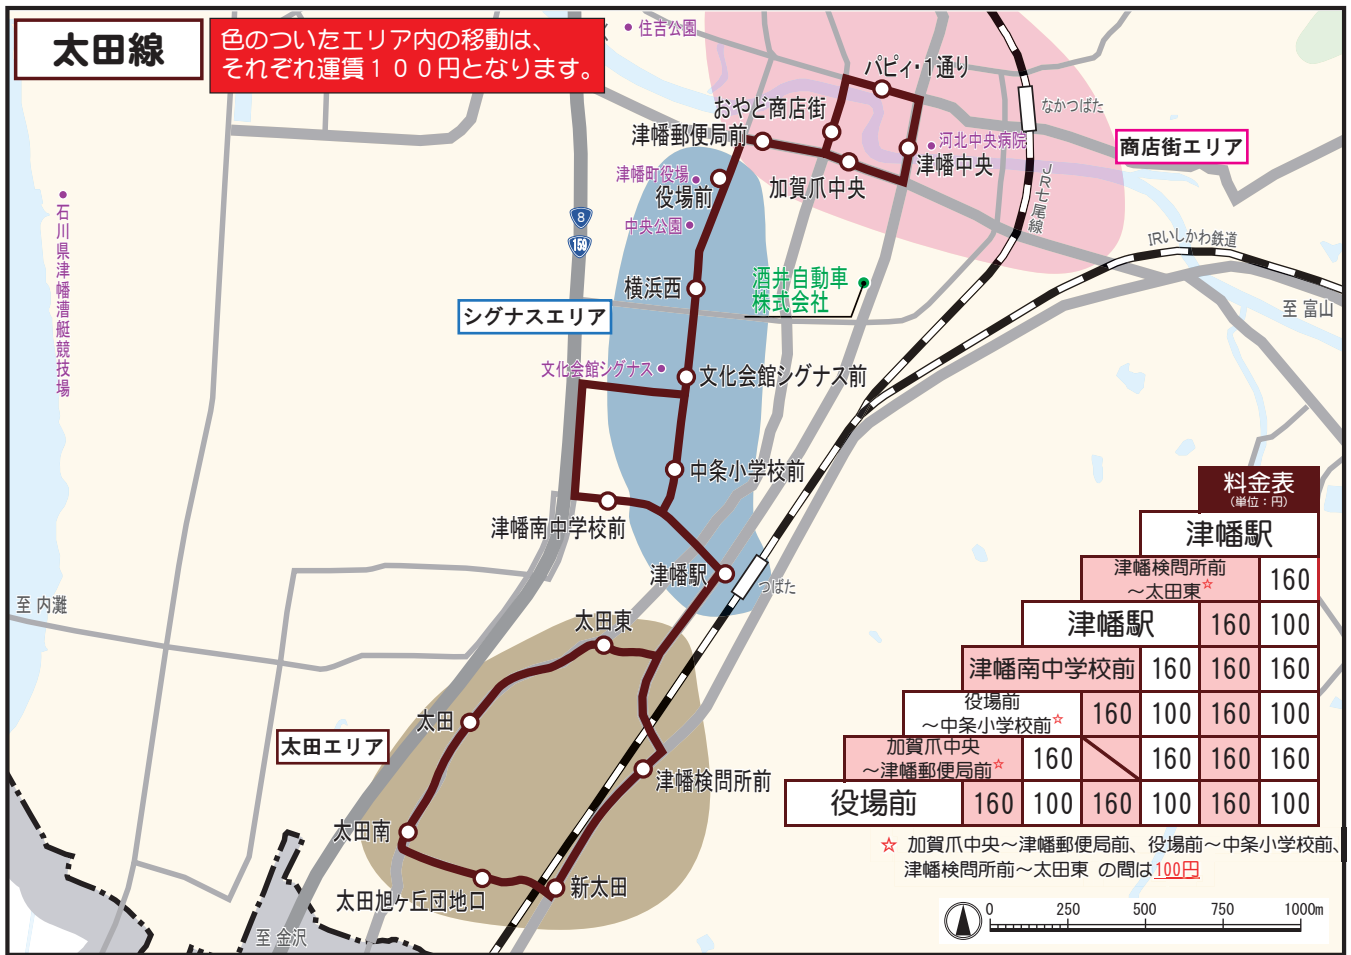 太田線
色のついたエリア内の移動は、
それぞれ運賃１００円となります。
住吉公園
パピィ・1通り
おやど商店街
津幡郵便局前
なかつばた
河北中央病院
商店街エリア
津幡町役場
役場前
加賀爪中央
津幡中央
JR七尾線
石川県津幡漕艇競技場
8
159
中央公園
IRいしかわ鉄道
横浜西
酒井自動車
株式会社
至 富山
シグナスエリア
文化会館シグナス
文化会館シグナス前
中条小学校前
津幡南中学校前
津幡駅
つばた
至 内灘
太田東
太田
太田エリア
津幡検問所前
太田南
新太田
太田旭ヶ丘団地口
至 金沢
料金表
(単位：円)
津幡駅
津幡検問所前
～太田東☆ 160
津幡駅 160 100
津幡南中学校前 160 160 160
役場前
～中条小学校前☆ 160 100 160 100
加賀爪中央
～津幡郵便局前☆ 160 160 160 160
役場前 160 100 160 100 160 100
☆ 加賀爪中央～津幡郵便局前、役場前～中条小学校前、
津幡検問所前～太田東 の間は100円
0 250 500 750 1000m